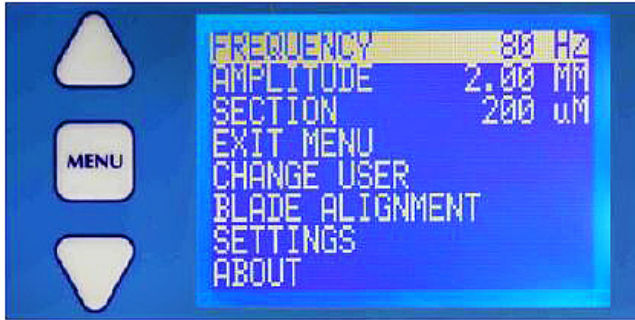 MENU
FREQUENCY 80 Hz
AMPLITUDE 2.00 MM
SECTION 200 uM
EXIT MENU
CHANGE USER
BLADE ALIGNMENT
SETTINGS
ABOUT